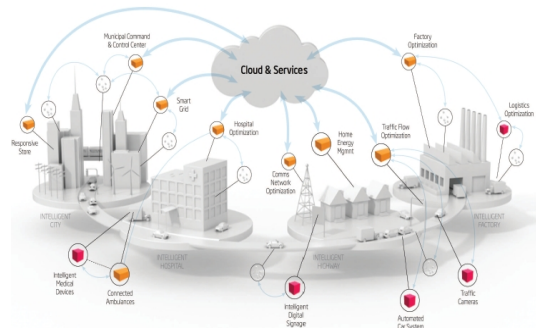 Municipal Command
& Control Center
Cloud & Services
Factory
Optimization
Smart
Grid
Hospital
Optimization
Logistics
Optimization
Responsive
Store
Home
Energy
Mgmnt
Traffic Flow
Optimization
Comms
Network
Optimization
INTELLIGENT
CITY
INTELLIGENT
HOSPITAL
INTELLIGENT
HIGHWAY
INTELLIGENT
FACTORY
Intelligent
Medical
Devices
Connected
Ambulances
Intelligent
Digital
Signage
Automated
Car System
Traffic
Cameras